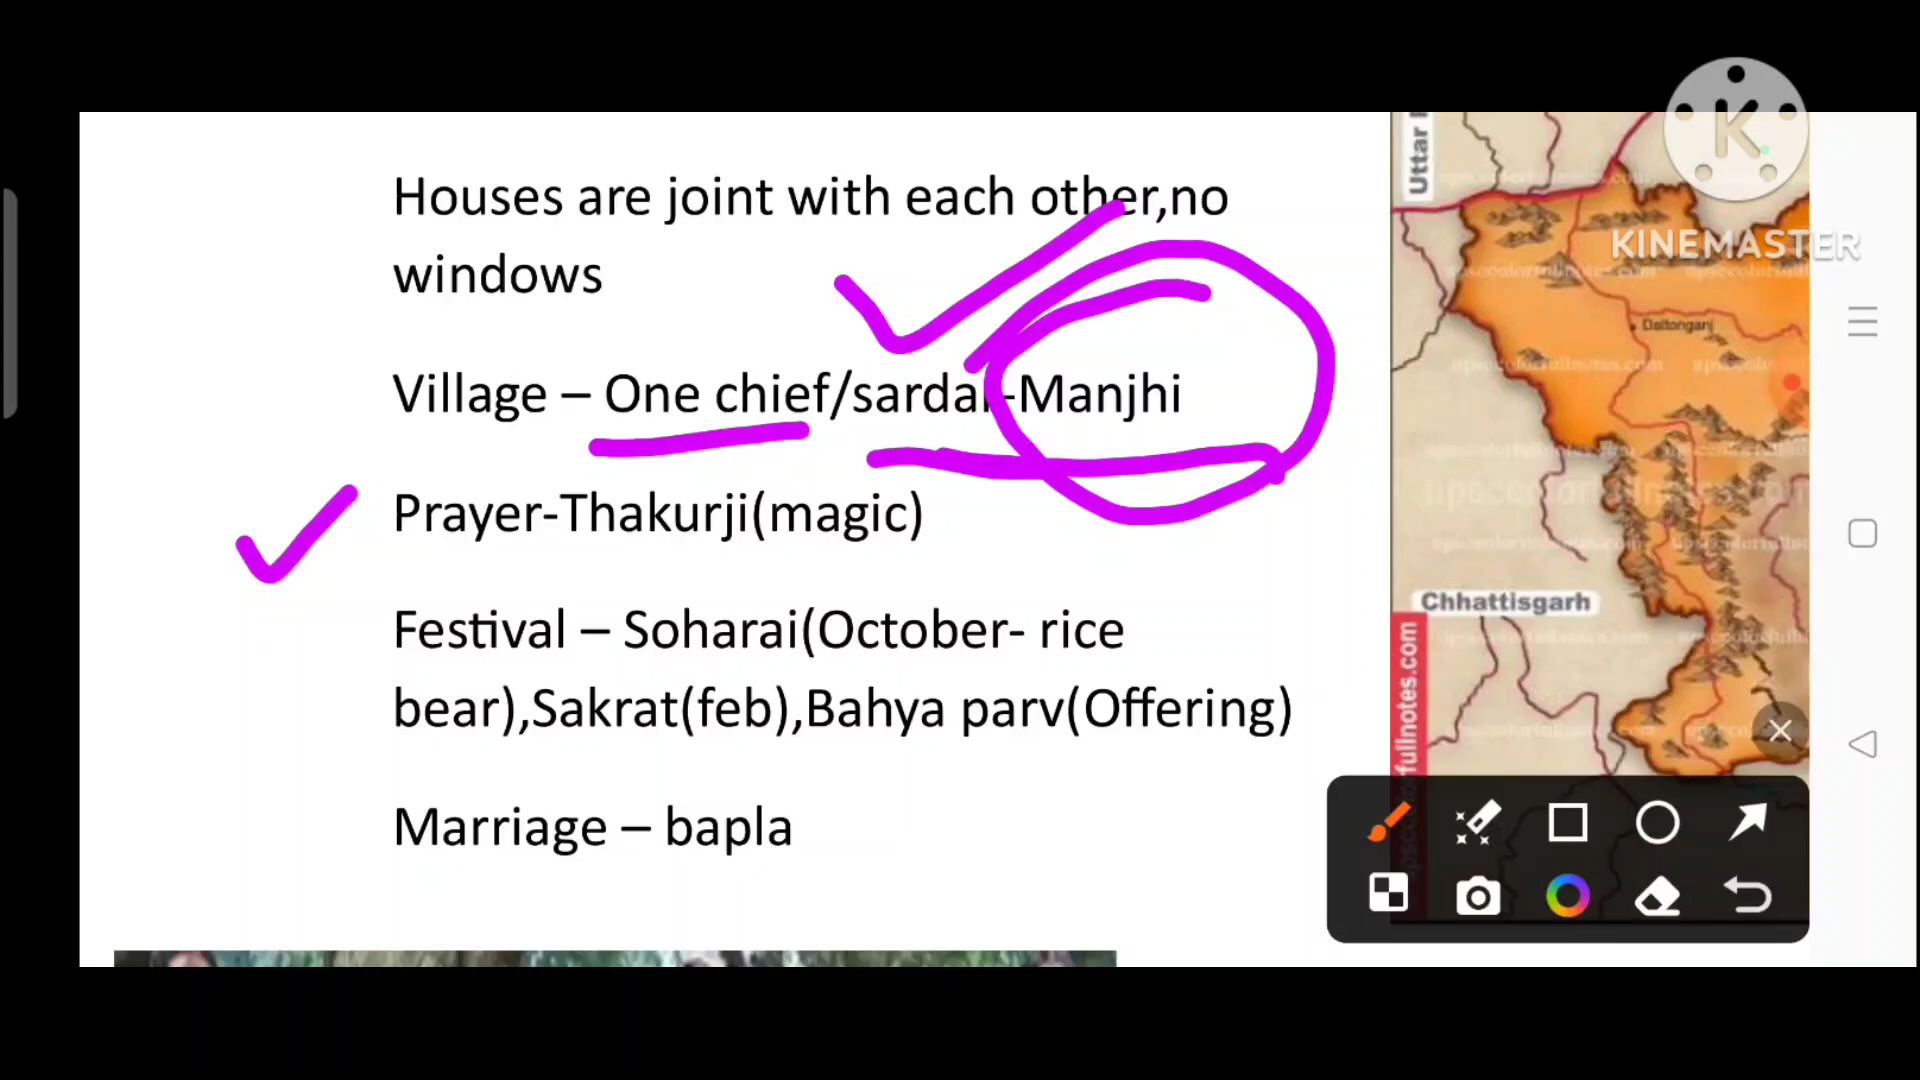 Houses are joint with each other,no
windows
Village – One chief/sardar-Manjhi
Prayer-Thakurji(magic)
Festival – Soharai(October- rice
bear),Sakrat(feb),Bahya parv(Offering)
Marriage – bapla
Uttar
Daltonganj
Chhattisgarh
fullnotes.com
K
KINEMASTER